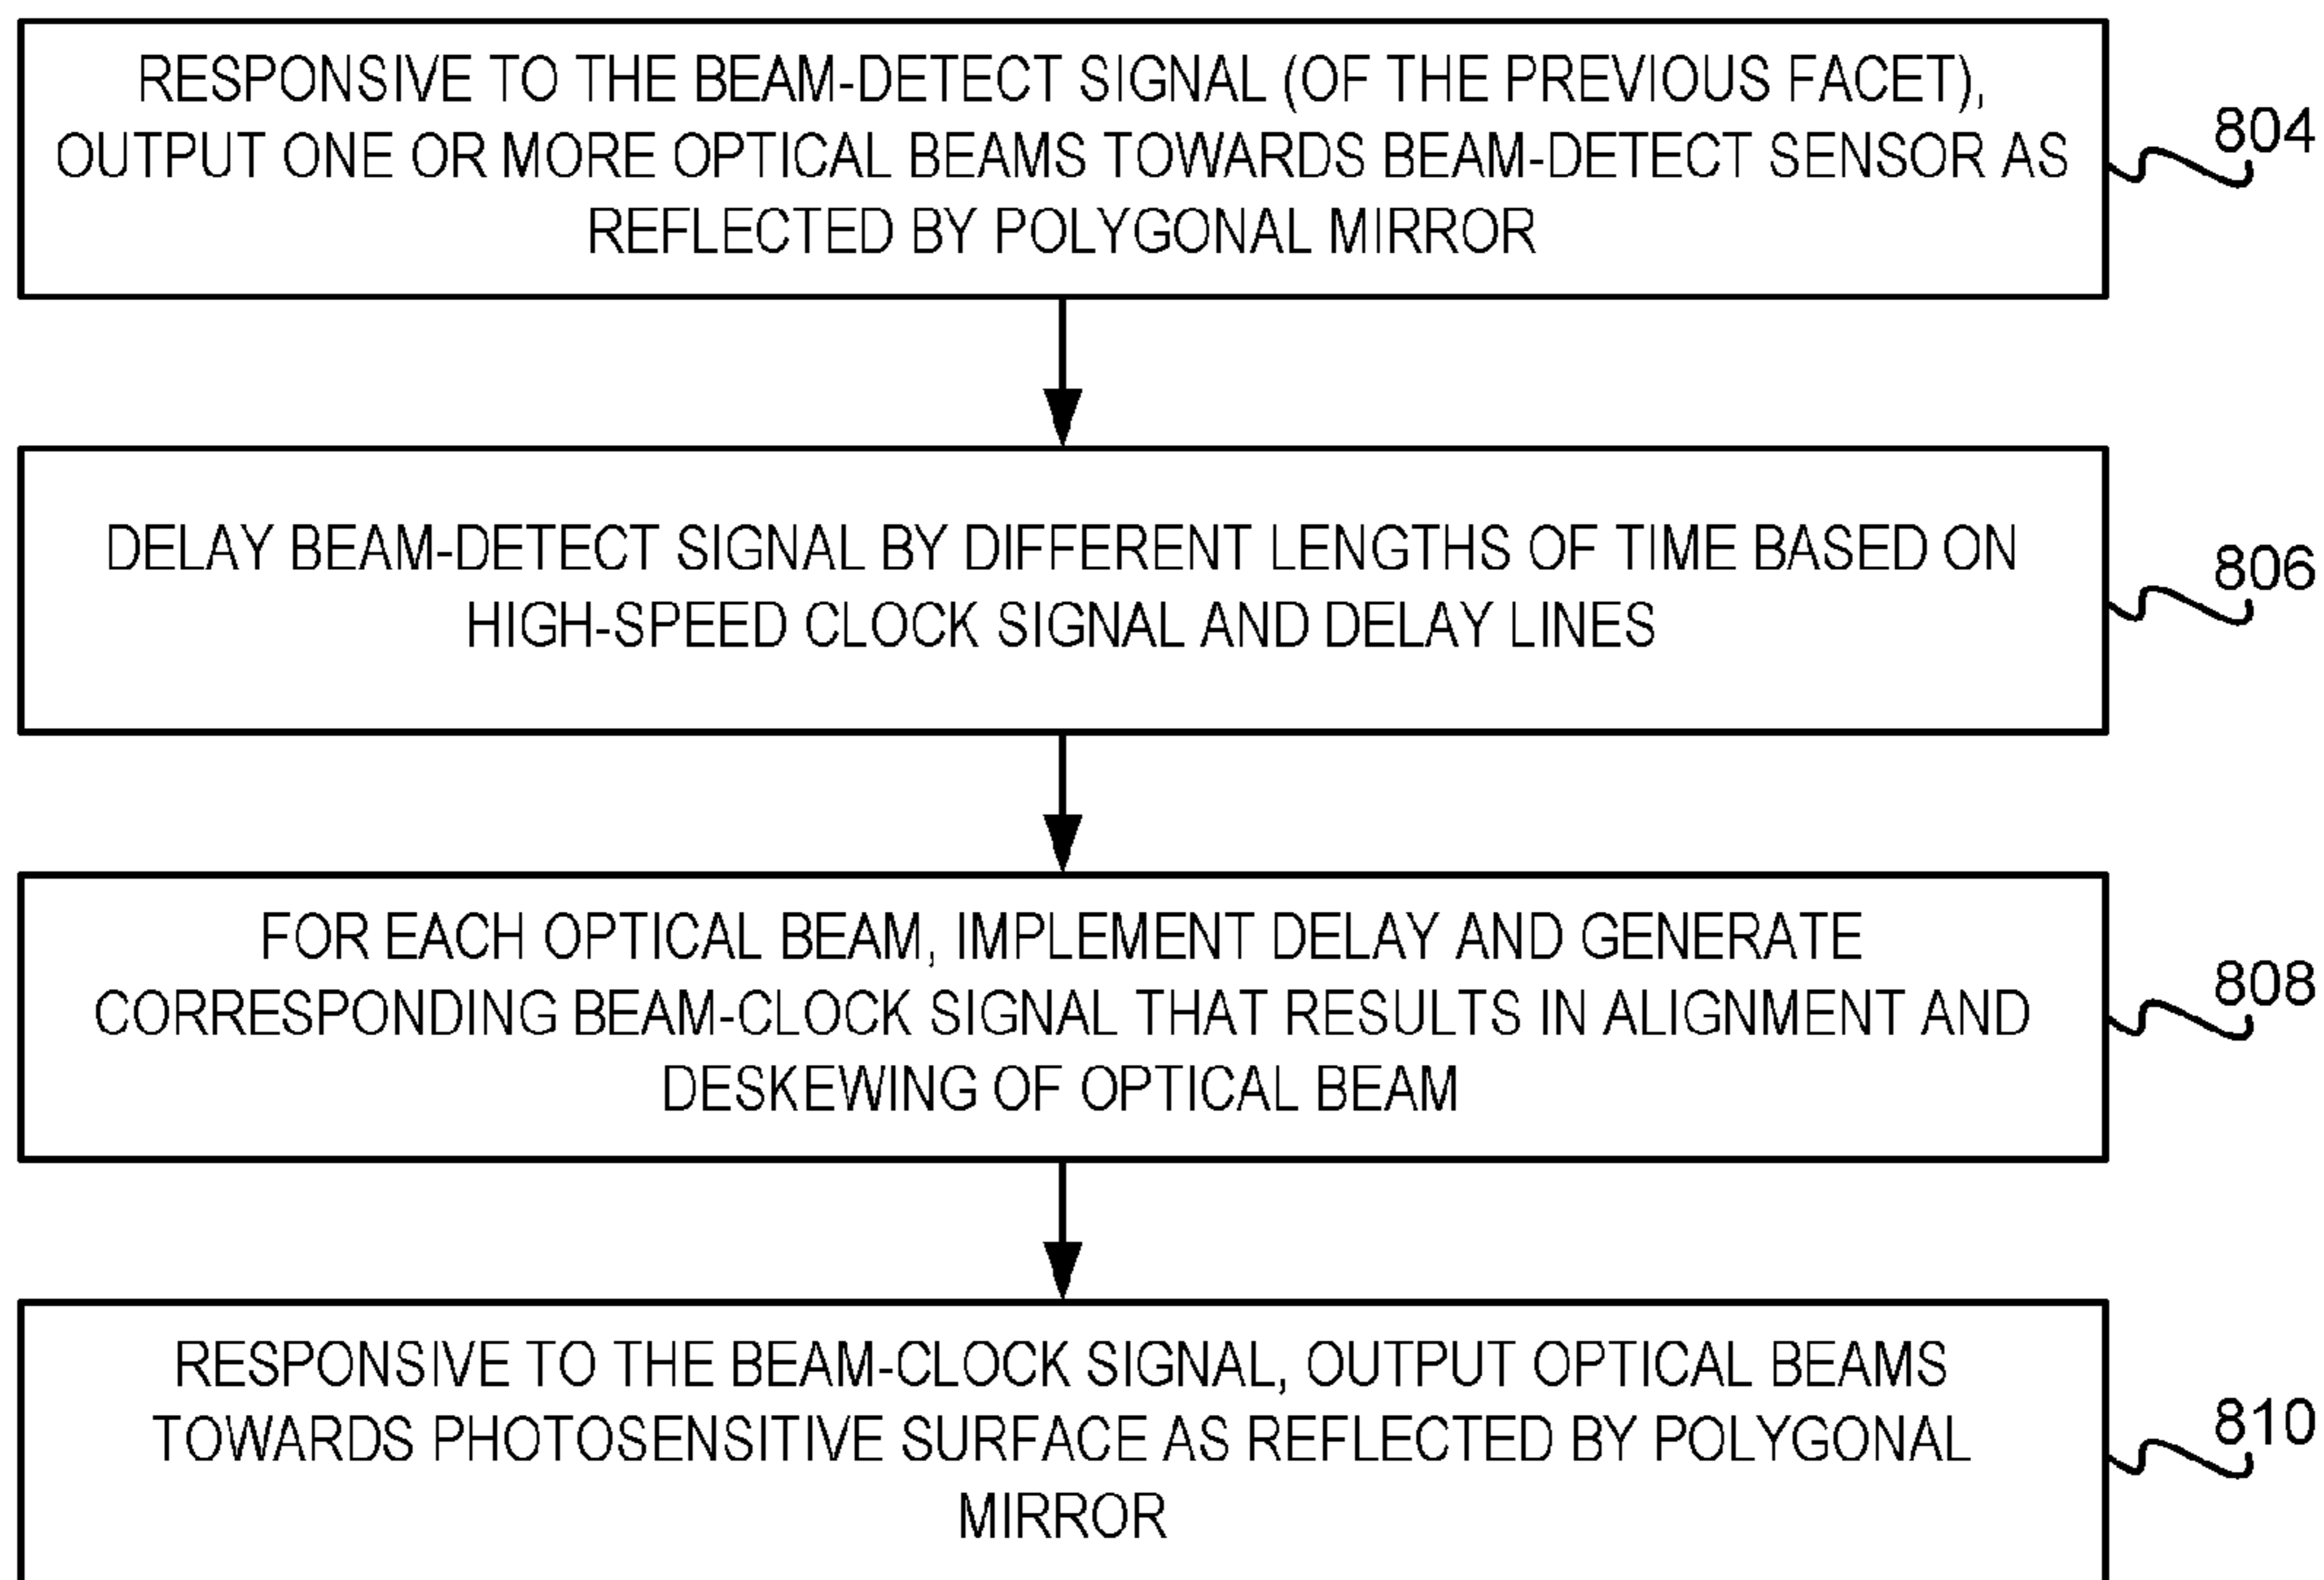 RESPONSIVE TO THE BEAM-DETECT SIGNAL (OF THE PREVIOUS FACET),
OUTPUT ONE OR MORE OPTICAL BEAMS TOWARDS BEAM-DETECT SENSOR AS
REFLECTED BY POLYGONAL MIRROR
804
DELAY BEAM-DETECT SIGNAL BY DIFFERENT LENGTHS OF TIME BASED ON
HIGH-SPEED CLOCK SIGNAL AND DELAY LINES
806
FOR EACH OPTICAL BEAM, IMPLEMENT DELAY AND GENERATE
CORRESPONDING BEAM-CLOCK SIGNAL THAT RESULTS IN ALIGNMENT AND
DESKEWING OF OPTICAL BEAM
808
RESPONSIVE TO THE BEAM-CLOCK SIGNAL, OUTPUT OPTICAL BEAMS
TOWARDS PHOTOSENSITIVE SURFACE AS REFLECTED BY POLYGONAL
MIRROR
810